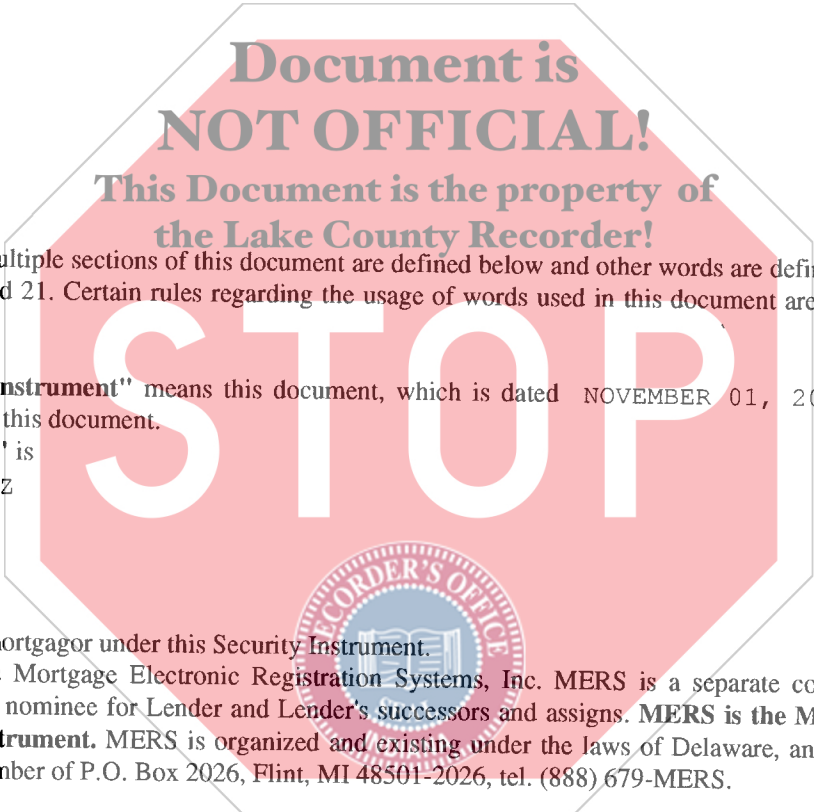 Document is
NOT OFFICIAL!
This Document is the property of
the Lake County Recorder!
ultiple sections of this document are defined below and other words are defin
d 21. Certain rules regarding the usage of words used in this document are
STOP
nstrument" means this document, which is dated NOVEMBER 01, 20
this document.
" is
Z
RECORDER'S OFFICE
ortgagor under this Security Instrument.
. Mortgage Electronic Registration Systems, Inc. MERS is a separate co
nominee for Lender and Lender's successors and assigns. MERS is the M
trument. MERS is organized and existing under the laws of Delaware, an
mber of P.O. Box 2026, Flint, MI 48501-2026, tel. (888) 679-MERS.